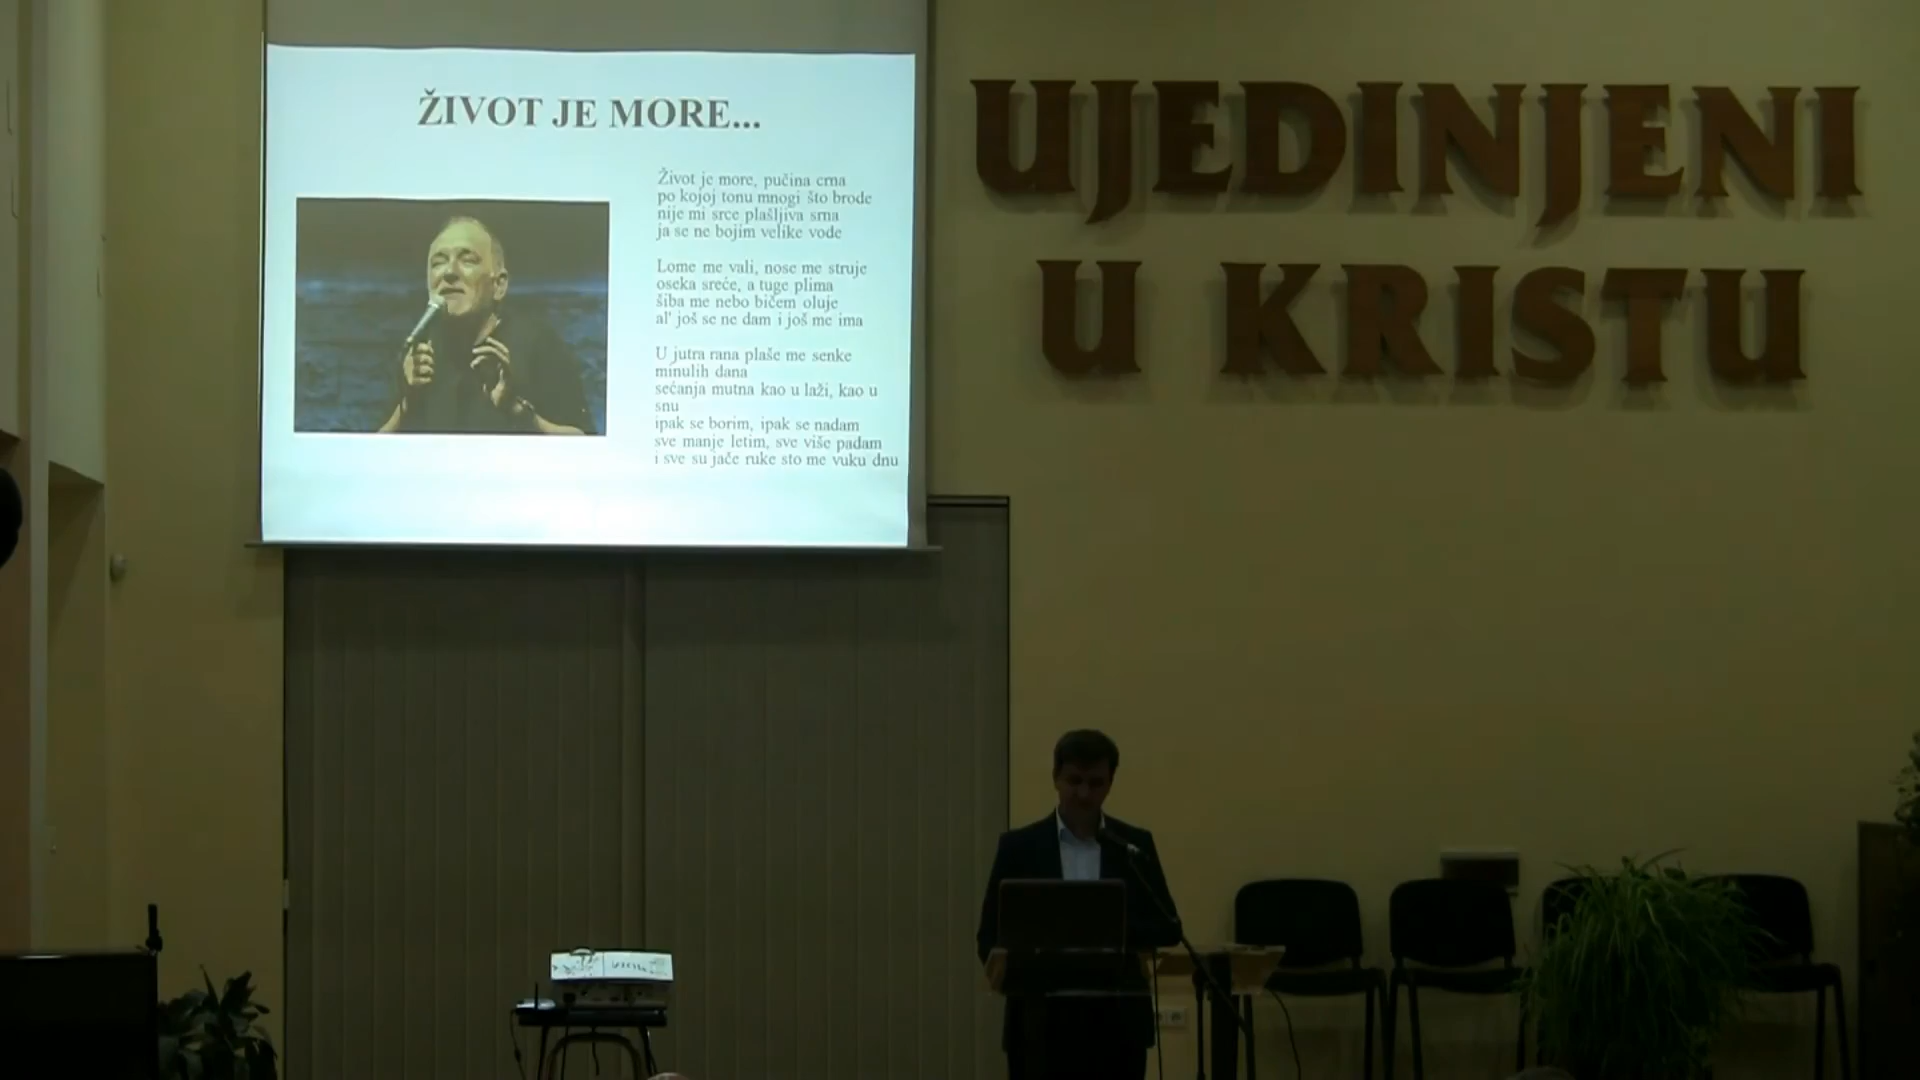 ŽIVOT JE MORE...
Život je more, pučina crna
po kojoj tonu mnogi što brode
nije mi srce plašljiva srna
ja se ne bojim velike vode
Lome me vali, nose me struje
oseka sreće, a tuge plima
šiba me nebo bičem oluje
al' još se ne dam i još me ima
U jutra rana plaše me senke
minulih dana
sećanja mutna kao u laži, kao u
snu
ipak se borim, ipak se nadam
sve manje letim, sve više padam
i sve su jače ruke sto me vuku dnu
UJEDINJENI
U KRISTU